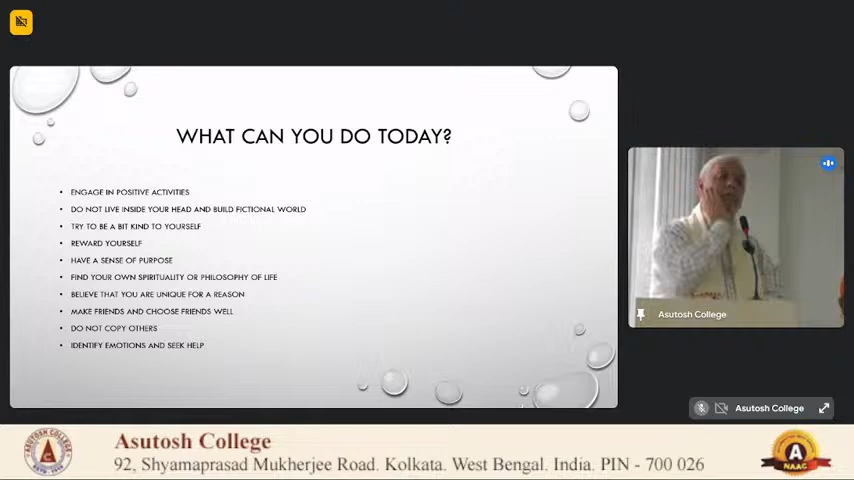 WHAT CAN YOU DO TODAY?
• ENGAGE IN POSITIVE ACTIVITIES
• DO NOT LIVE INSIDE YOUR HEAD AND BUILD FICTIONAL WORLD
• TRY TO BE A BIT KIND TO YOURSELF
• REWARD YOURSELF
• HAVE A SENSE OF PURPOSE
• FIND YOUR OWN SPIRITUALITY OR PHILOSOPHY OF LIFE
• BELIEVE THAT YOU ARE UNIQUE FOR A REASON
• MAKE FRIENDS AND CHOOSE FRIENDS WELL
• DO NOT COPY OTHERS
• IDENTIFY EMOTIONS AND SEEK HELP
Asutosh College
Asutosh College
ASUTOSH COLLEGE
Asutosh College
92, Shyamaprasad Mukherjee Road. Kolkata. West Bengal. India. PIN - 700 026
A
NAAC